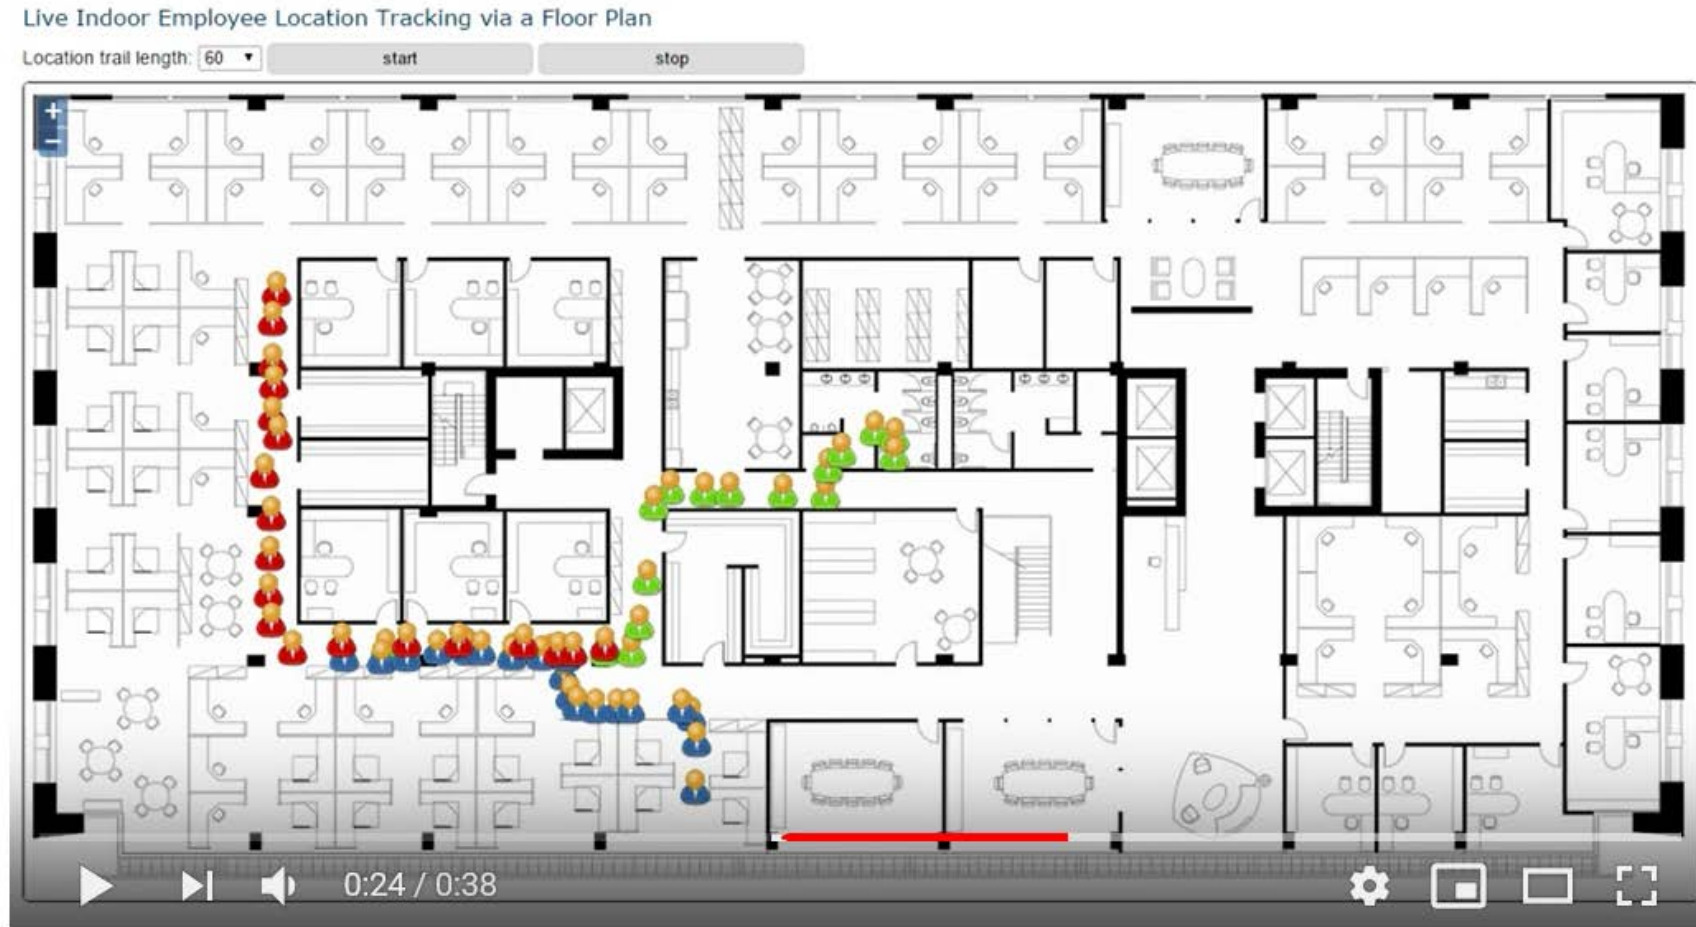 Live Indoor Employee Location Tracking via a Floor Plan
Location trail length: 60 start stop
+
−
0:24 / 0:38